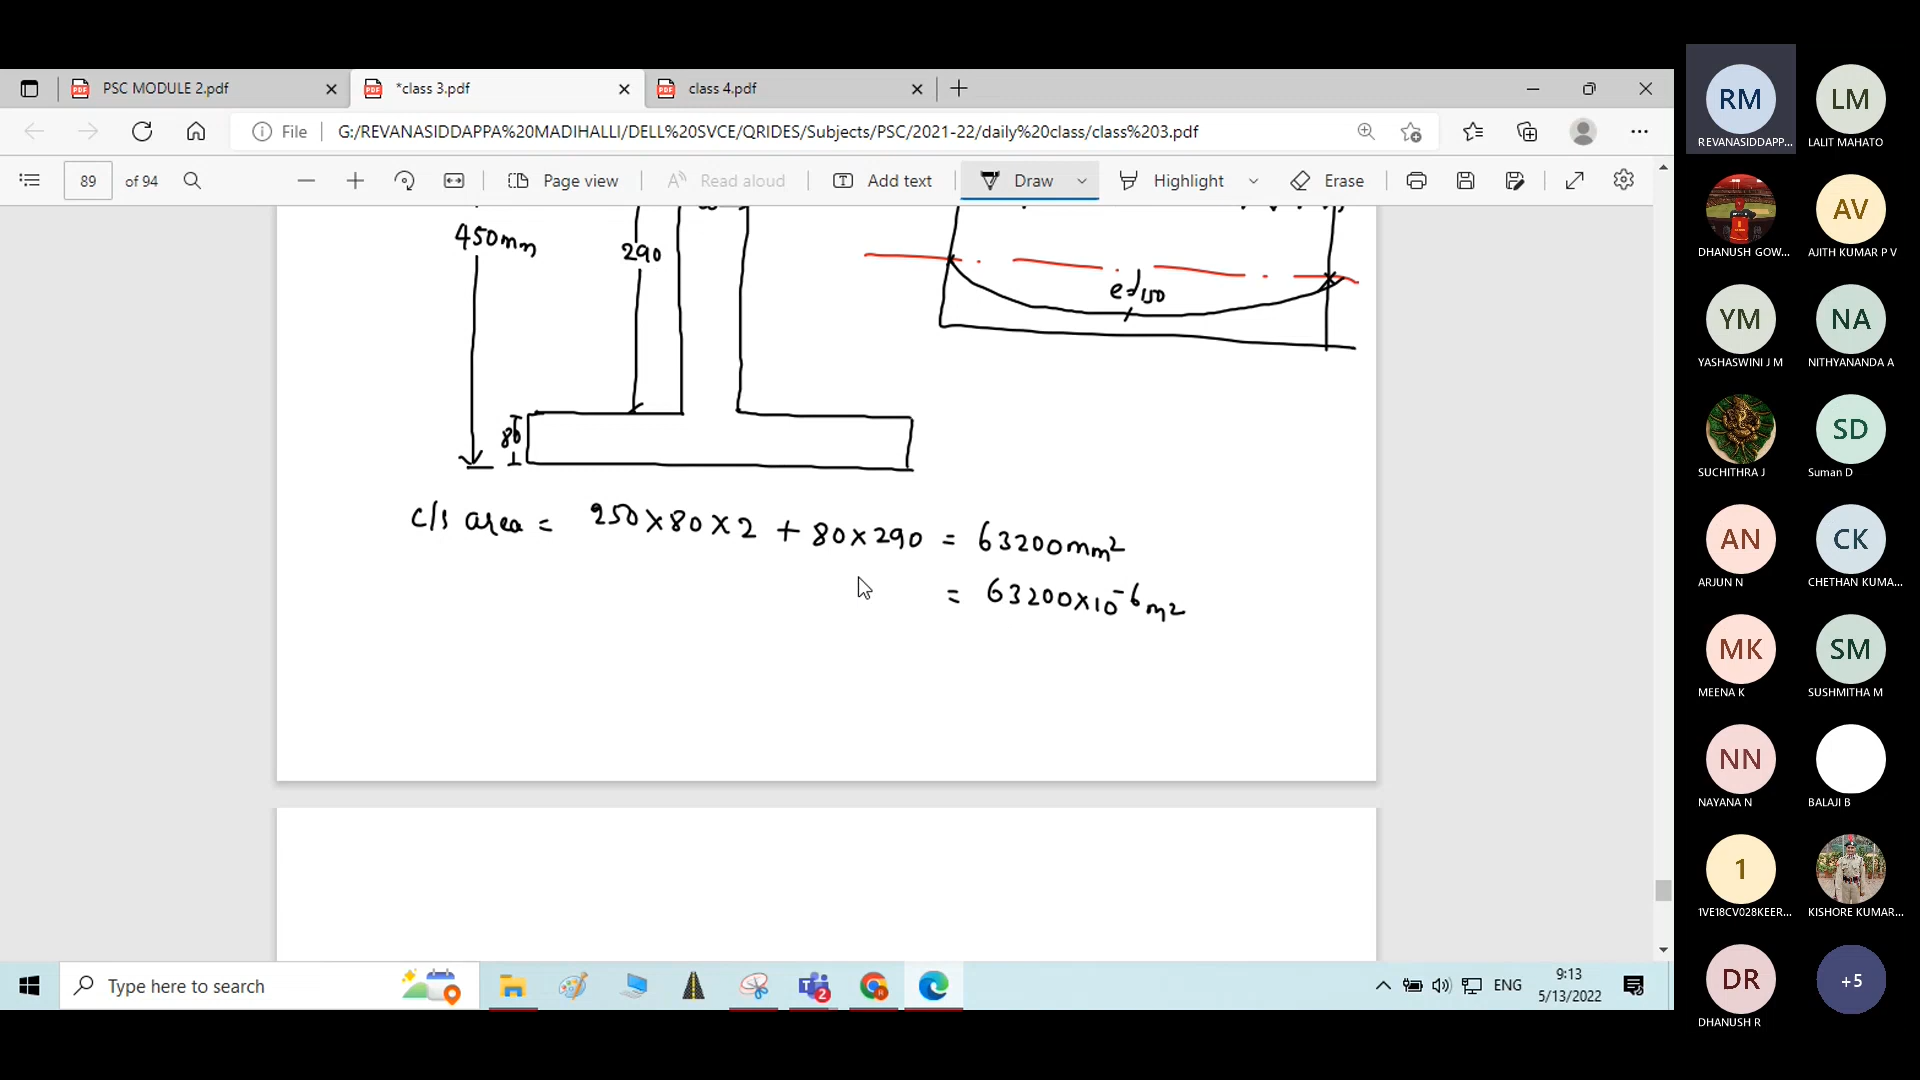 PSC MODULE 2.pdf
*class 3.pdf
class 4.pdf
File
G:/REVANASIDDAPPA%20MADIHALLI/DELL%20SVCE/QRIDES/Subjects/PSC/2021-22/daily%20class/class%203.pdf
89 of 94
Page view
Read aloud
Add text
Draw
Highlight
Erase
450mm
290
80
c/s area = 250×80×2 + 80×290 = 63200mm²
= 63200×10⁻⁶m²
RM
REVANASIDDAPP...
LM
LALIT MAHATO
DHANUSH GOW...
AV
AJITH KUMAR P V
YM
YASHASWINI J M
NA
NITHYANANDA A
SUCHITHRA J
SD
Suman D
AN
ARJUN N
CK
CHETHAN KUMA...
MK
MEENA K
SM
SUSHMITHA M
NN
NAYANA N
BALAJI B
1
1VE18CV028KEER...
KISHORE KUMAR...
DR
DHANUSH R
+5
Type here to search
2
ENG
9:13
5/13/2022